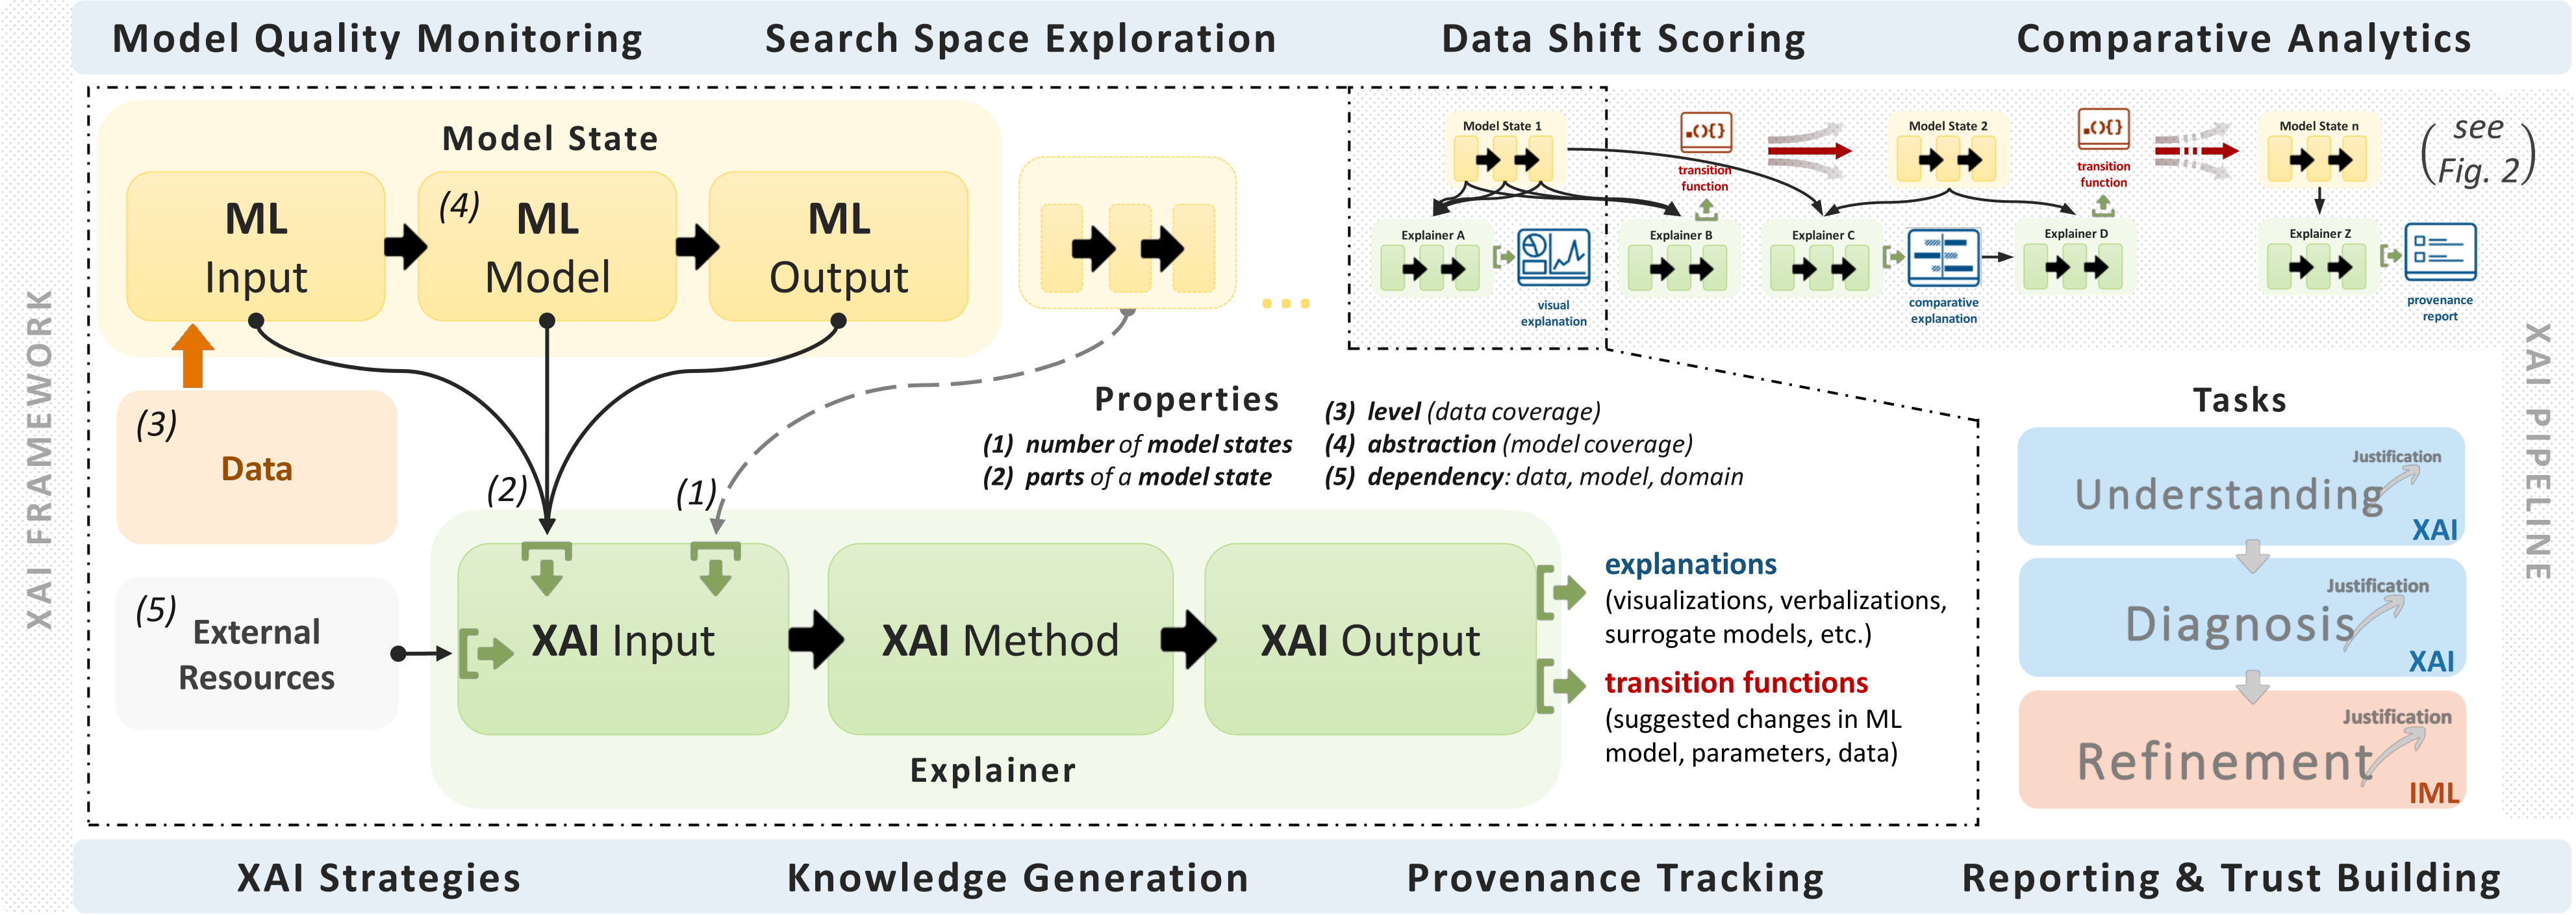 Model Quality Monitoring
Search Space Exploration
Data Shift Scoring
Comparative Analytics
XAI FRAMEWORK
Model State
ML
Input
(4) ML
Model
ML
Output
...
(3)
Data
(5)
External
Resources
(2)
(1)
Properties
(1) number of model states
(2) parts of a model state
(3) level (data coverage)
(4) abstraction (model coverage)
(5) dependency: data, model, domain
XAI Input
XAI Method
XAI Output
Explainer
explanations
(visualizations, verbalizations,
surrogate models, etc.)
transition functions
(suggested changes in ML
model, parameters, data)
Model State 1
.(){}
transition
function
Model State 2
.(){}
transition
function
Model State n
(see
Fig. 2)
Explainer A
visual
explanation
Explainer B
Explainer C
comparative
explanation
Explainer D
Explainer Z
provenance
report
XAI PIPELINE
Tasks
Justification
Understanding
XAI
Justification
Diagnosis
XAI
Justification
Refinement
IML
XAI Strategies
Knowledge Generation
Provenance Tracking
Reporting & Trust Building